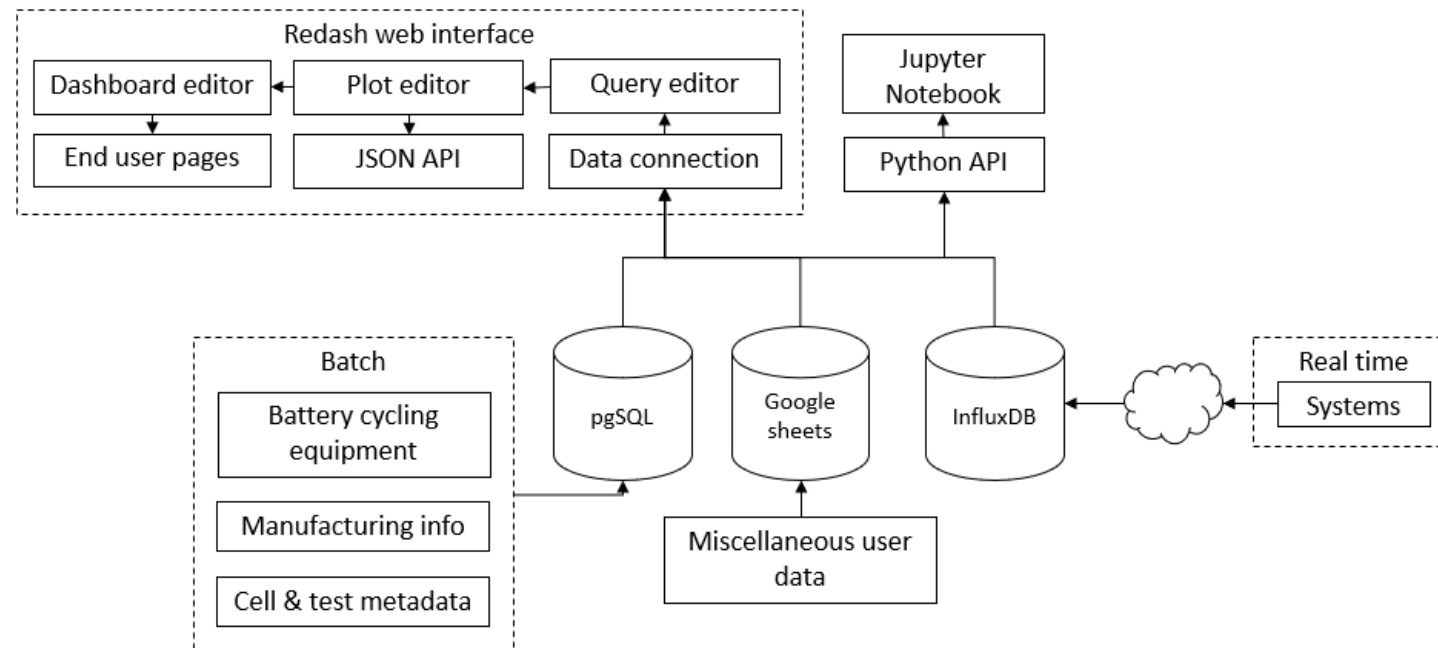 Redash web interface
Dashboard editor
Plot editor
Query editor
End user pages
JSON API
Data connection
Jupyter
Notebook
Python API
Batch
Battery cycling
equipment
Manufacturing info
Cell & test metadata
pgSQL
Google
sheets
InfluxDB
Miscellaneous user
data
Real time
Systems